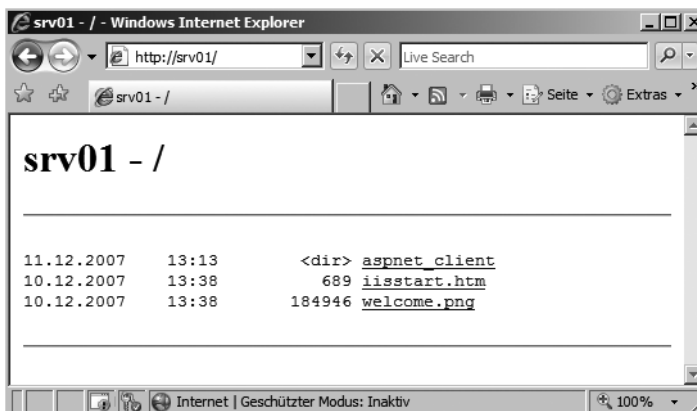 srv01 - / - Windows Internet Explorer
http://srv01/
Live Search
srv01 - /
Seite
Extras
srv01 - /
11.12.2007 13:13 <dir> aspnet_client
10.12.2007 13:38 689 iisstart.htm
10.12.2007 13:38 184946 welcome.png
Internet | Geschützter Modus: Inaktiv
100%